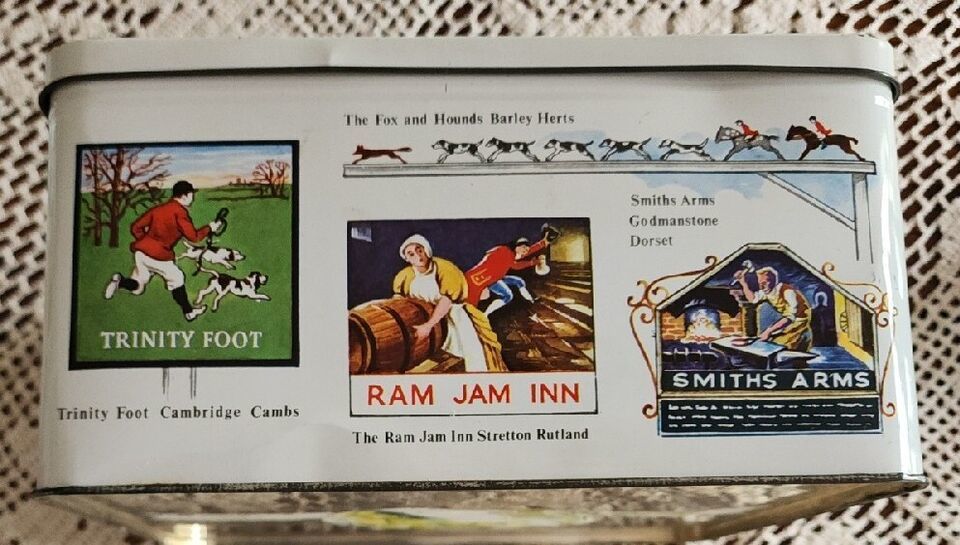 The Fox and Hounds Barley Herts
TRINITY FOOT
Trinity Foot Cambridge Cambs
RAM JAM INN
The Ram Jam Inn Stretton Rutland
Smiths Arms
Godmanstone
Dorset
SMITHS ARMS